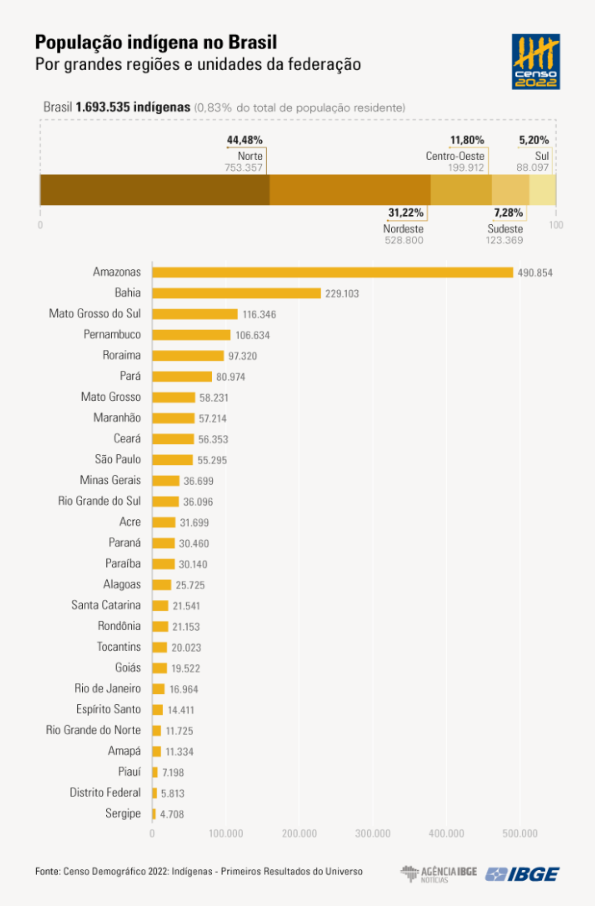 População indígena no Brasil
Por grandes regiões e unidades da federação
censo
2022
Brasil 1.693.535 indígenas (0,83% do total de população residente)
44,48%
Norte
753.357
11,80%
Centro-Oeste
199.912
5,20%
Sul
88.097
0
31,22%
Nordeste
528.800
7,28%
Sudeste
123.369
100
Amazonas 490.854
Bahia 229.103
Mato Grosso do Sul 116.346
Pernambuco 106.634
Roraima 97.320
Pará 80.974
Mato Grosso 58.231
Maranhão 57.214
Ceará 56.353
São Paulo 55.295
Minas Gerais 36.699
Rio Grande do Sul 36.096
Acre 31.699
Paraná 30.460
Paraíba 30.140
Alagoas 25.725
Santa Catarina 21.541
Rondônia 21.153
Tocantins 20.023
Goiás 19.522
Rio de Janeiro 16.964
Espírito Santo 14.411
Rio Grande do Norte 11.725
Amapá 11.334
Piauí 7.198
Distrito Federal 5.813
Sergipe 4.708
0 100.000 200.000 300.000 400.000 500.000
Fonte: Censo Demográfico 2022: Indígenas - Primeiros Resultados do Universo
AGÊNCIA IBGE
NOTÍCIAS
IBGE